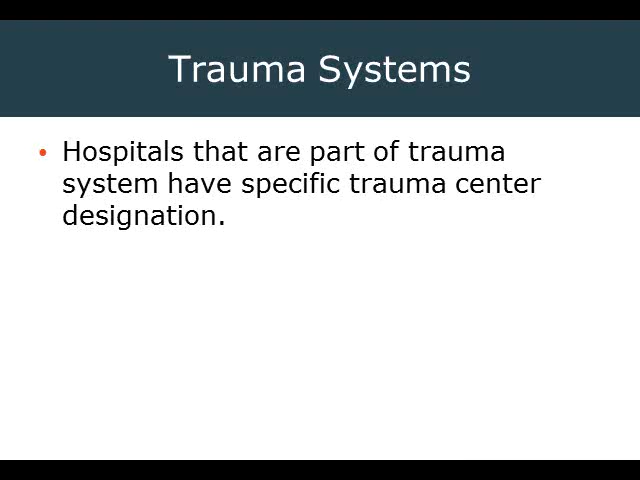 Trauma Systems
• Hospitals that are part of trauma
system have specific trauma center
designation.